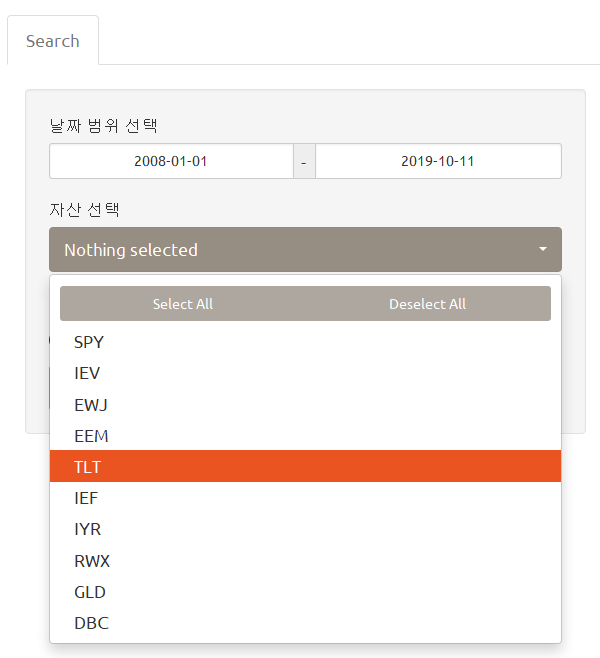 Search
날짜 범위 선택
2008-01-01 - 2019-10-11
자산 선택
Nothing selected
Select All Deselect All
SPY
IEV
EWJ
EEM
TLT
IEF
IYR
RWX
GLD
DBC